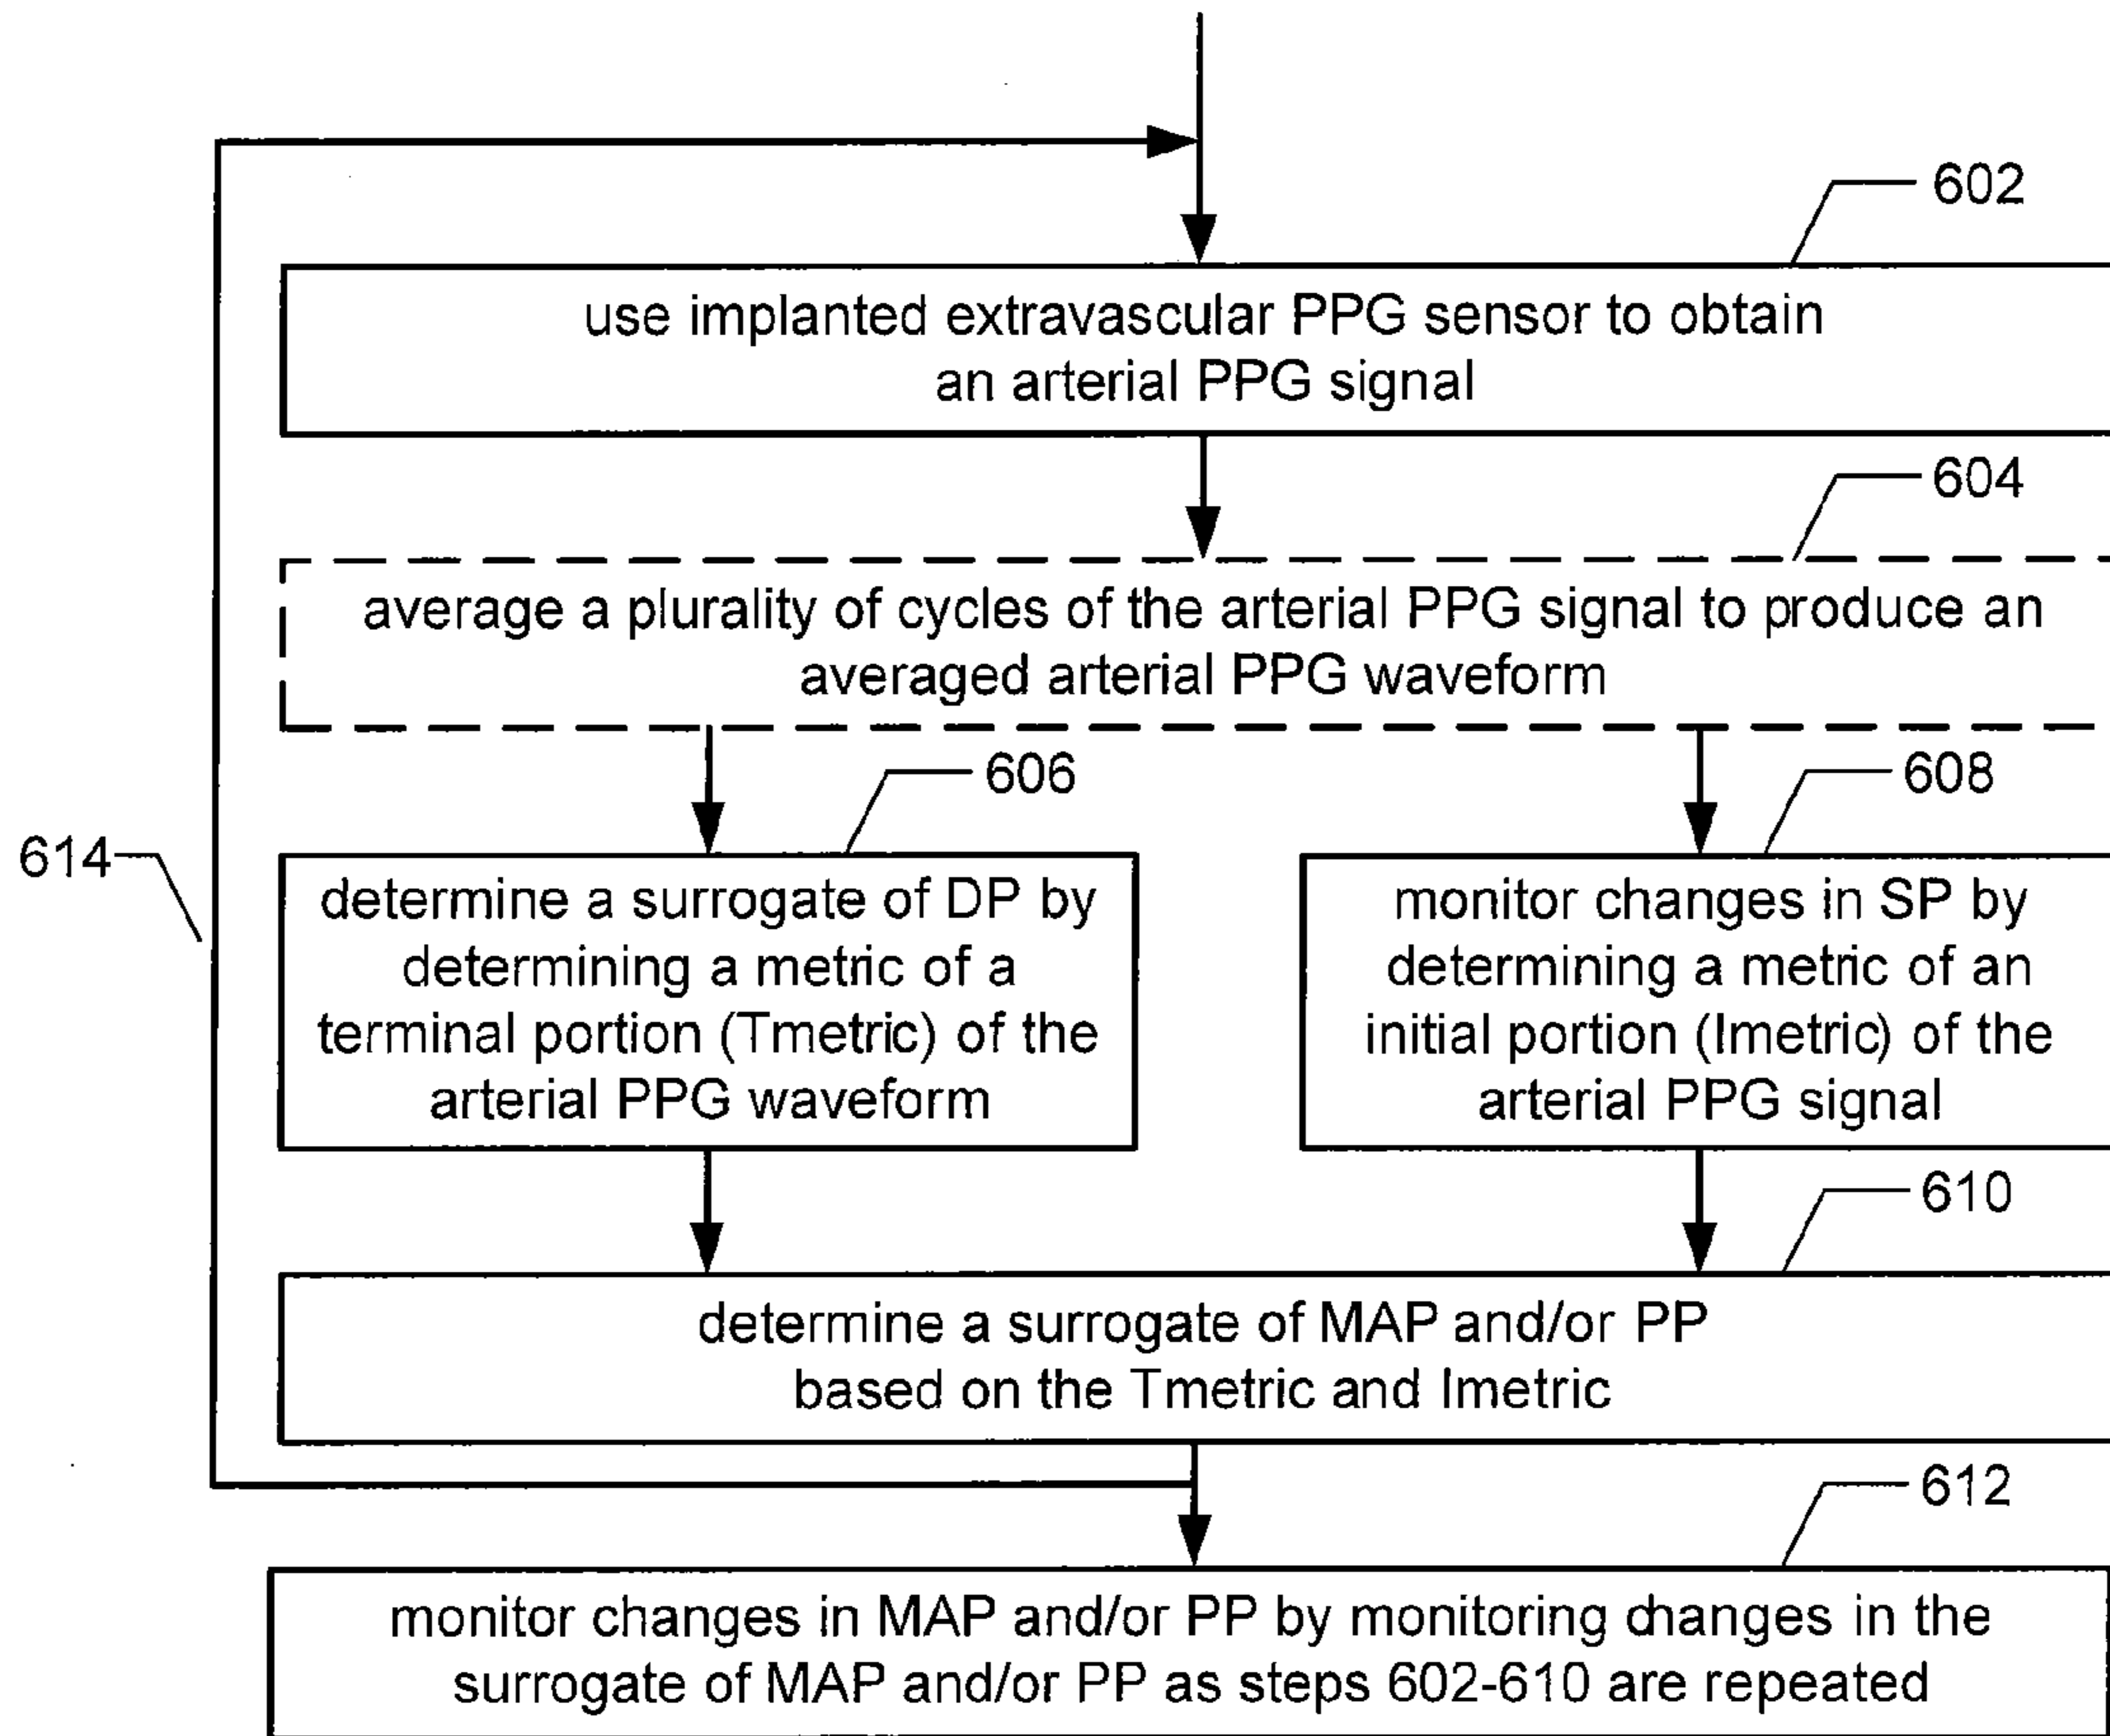 602
use implanted extravascular PPG sensor to obtain
an arterial PPG signal
604
average a plurality of cycles of the arterial PPG signal to produce an
averaged arterial PPG waveform
606
608
614
determine a surrogate of DP by
determining a metric of a
terminal portion (Tmetric) of the
arterial PPG waveform
monitor changes in SP by
determining a metric of an
initial portion (Imetric) of the
arterial PPG signal
610
determine a surrogate of MAP and/or PP
based on the Tmetric and Imetric
612
monitor changes in MAP and/or PP by monitoring changes in the
surrogate of MAP and/or PP as steps 602-610 are repeated